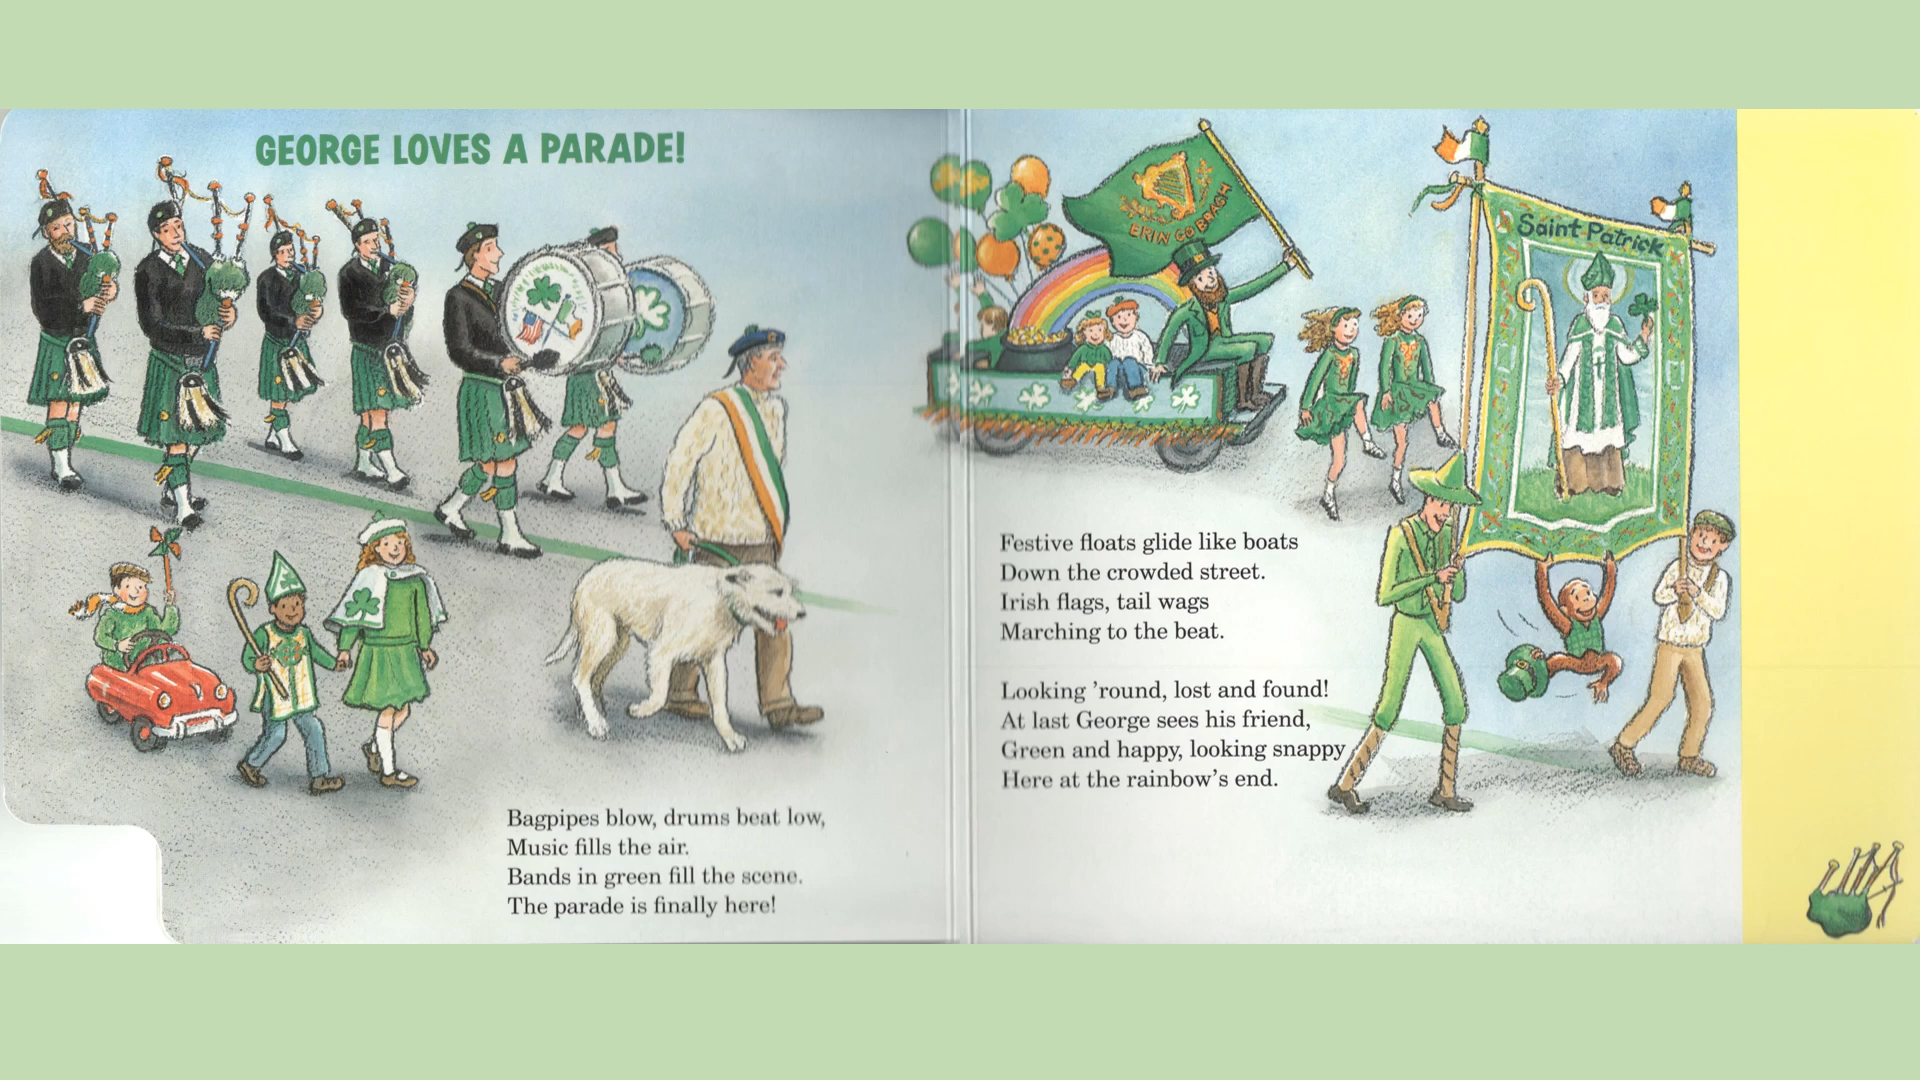 GEORGE LOVES A PARADE!
Bagpipes blow, drums beat low,
Music fills the air.
Bands in green fill the scene.
The parade is finally here!
ERIN GO BRAGH
Saint Patrick
Festive floats glide like boats
Down the crowded street.
Irish flags, tail wags
Marching to the beat.
Looking ’round, lost and found!
At last George sees his friend,
Green and happy, looking snappy
Here at the rainbow’s end.